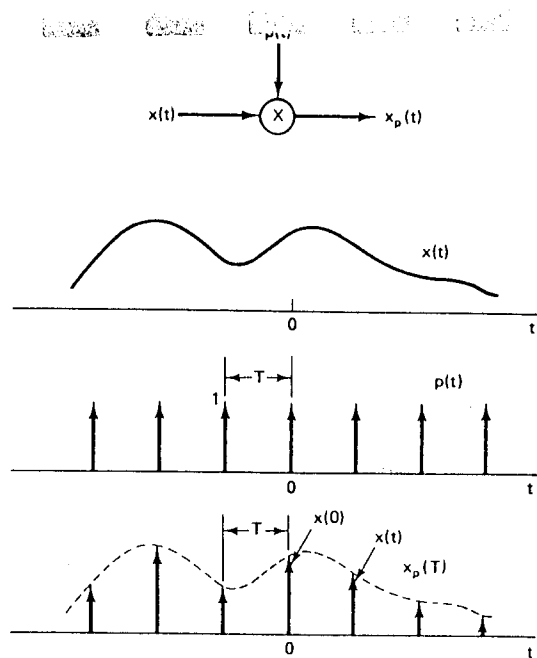 p(t)
x(t) X x_p(t)
x(t)
0 t
T
1 p(t)
0 t
T x(0) x(t) x_p(T)
0 t